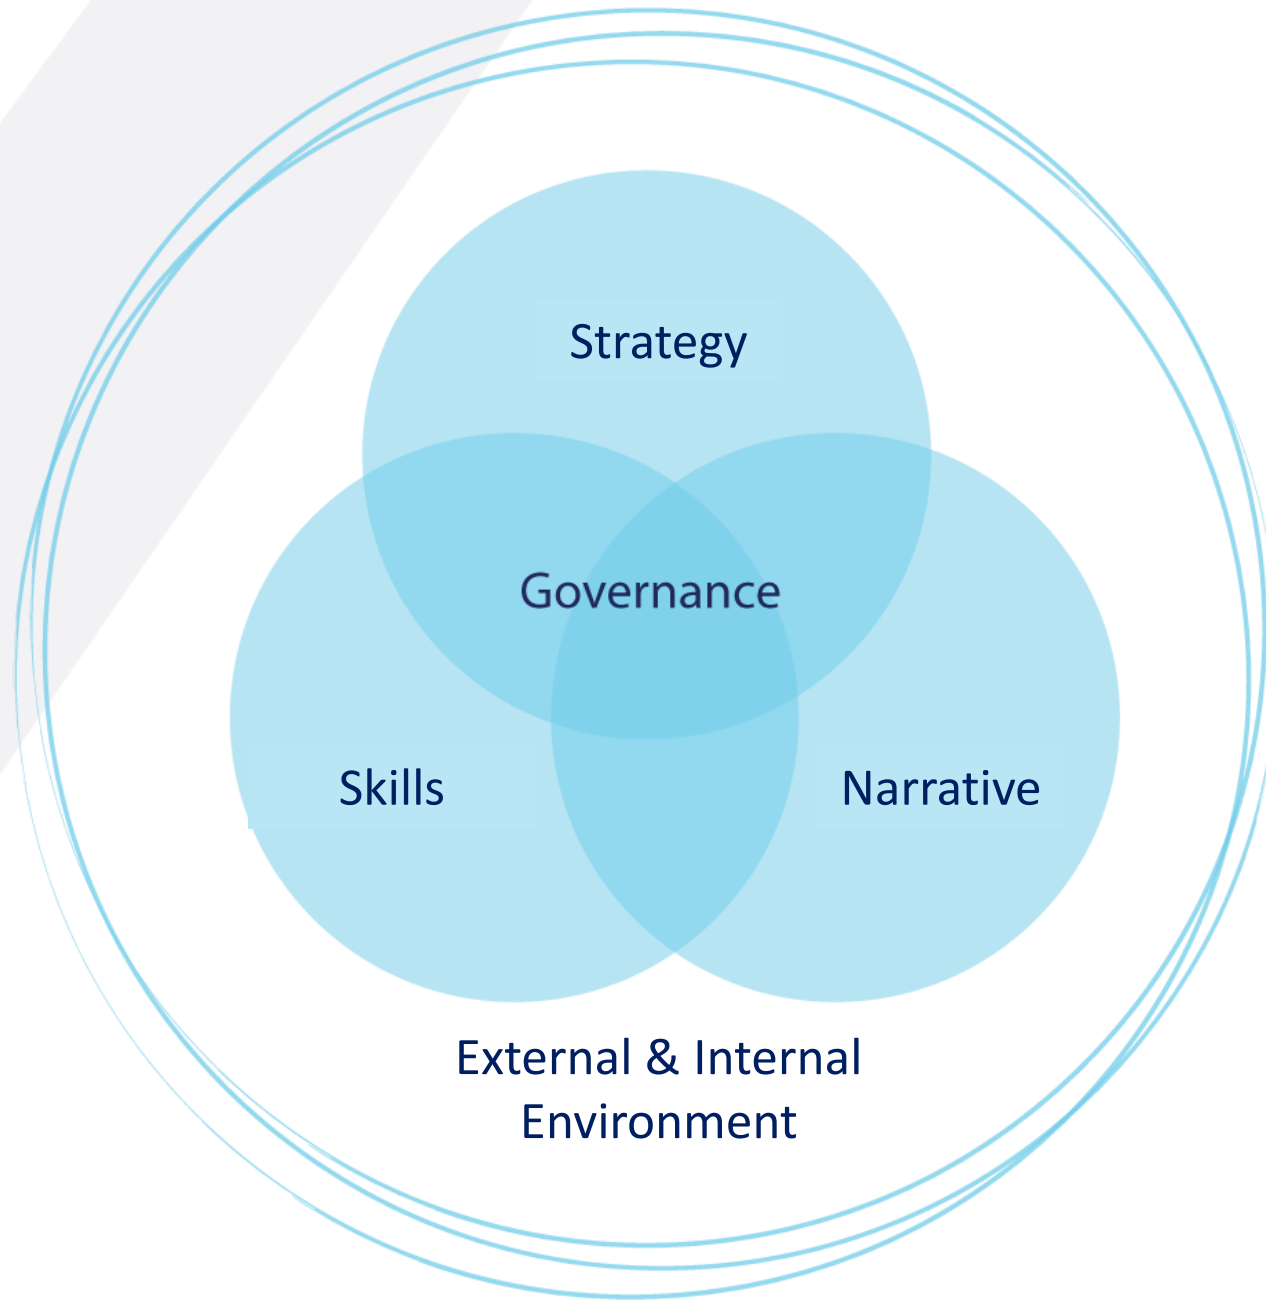 Strategy
Governance
Skills
Narrative
External & Internal
Environment